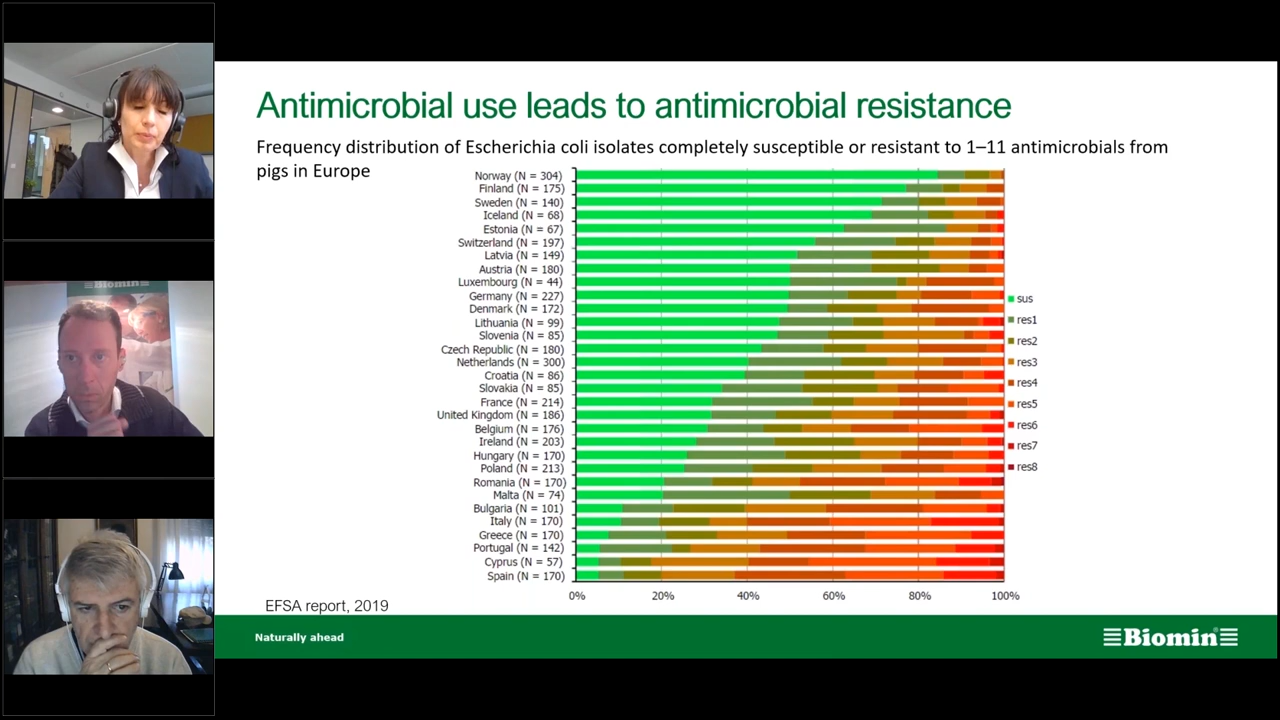 Antimicrobial use leads to antimicrobial resistance
Frequency distribution of Escherichia coli isolates completely susceptible or resistant to 1–11 antimicrobials from
pigs in Europe
Norway (N = 304)
Finland (N = 175)
Sweden (N = 140)
Iceland (N = 68)
Estonia (N = 67)
Switzerland (N = 197)
Latvia (N = 149)
Austria (N = 180)
Luxembourg (N = 44)
Germany (N = 227)
Denmark (N = 172)
Lithuania (N = 99)
Slovenia (N = 85)
Czech Republic (N = 180)
Netherlands (N = 300)
Croatia (N = 86)
Slovakia (N = 85)
France (N = 214)
United Kingdom (N = 186)
Belgium (N = 176)
Ireland (N = 203)
Hungary (N = 170)
Poland (N = 213)
Romania (N = 170)
Malta (N = 74)
Bulgaria (N = 101)
Italy (N = 170)
Greece (N = 170)
Portugal (N = 142)
Cyprus (N = 57)
Spain (N = 170)
0% 20% 40% 60% 80% 100%
sus
res1
res2
res3
res4
res5
res6
res7
res8
EFSA report, 2019
Naturally ahead
Biomin®
Biomin